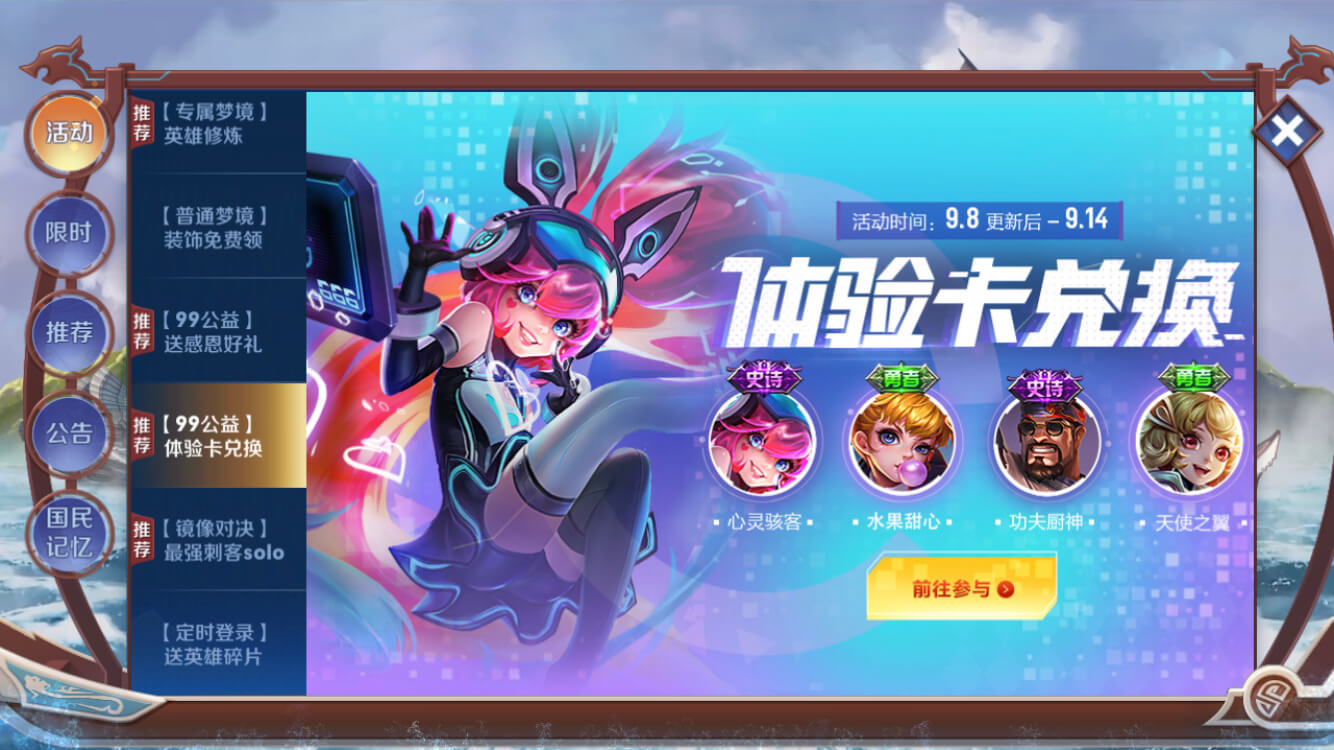 活动
限时
推荐
公告
国民
记忆
推荐
【专属梦境】
英雄修炼
【普通梦境】
装饰免费领
推荐
【99公益】
送感恩好礼
推荐
【99公益】
体验卡兑换
推荐
【镜像对决】
最强刺客solo
【定时登录】
送英雄碎片
666
活动时间：9.8 更新后 – 9.14
体验卡兑换
史诗
勇者
史诗
勇者
·心灵骇客·
·水果甜心·
·功夫厨神·
·天使之翼·
前往参与